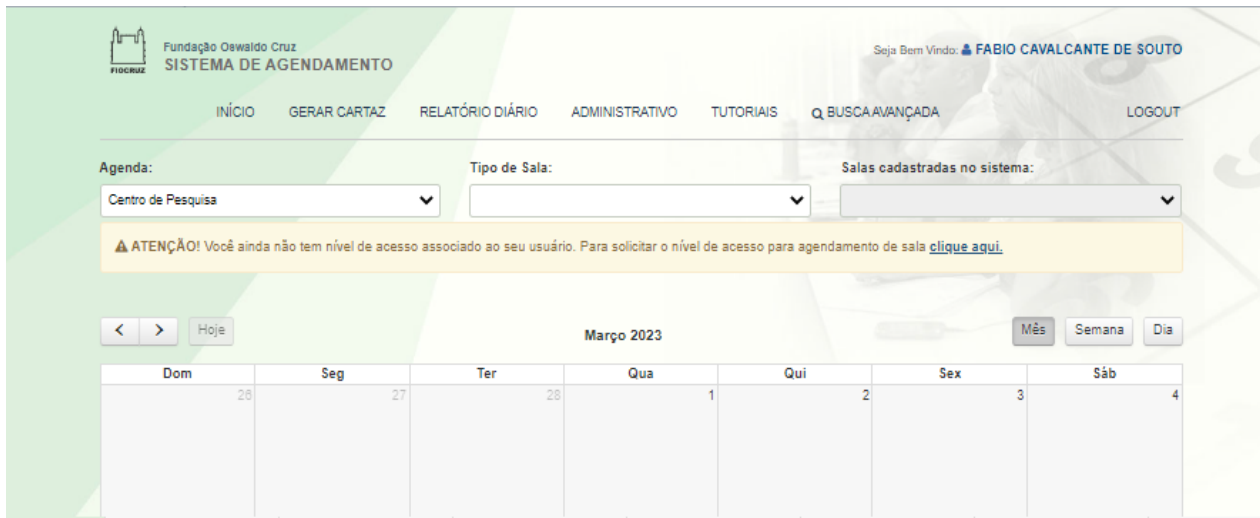 FIOCRUZ
Fundação Oswaldo Cruz
SISTEMA DE AGENDAMENTO
Seja Bem Vindo: FABIO CAVALCANTE DE SOUTO
INÍCIO GERAR CARTAZ RELATÓRIO DIÁRIO ADMINISTRATIVO TUTORIAIS BUSCA AVANÇADA LOGOUT
Agenda: Tipo de Sala: Salas cadastradas no sistema:
Centro de Pesquisa
ATENÇÃO! Você ainda não tem nível de acesso associado ao seu usuário. Para solicitar o nível de acesso para agendamento de sala clique aqui.
< > Hoje Março 2023 Mês Semana Dia
Dom Seg Ter Qua Qui Sex Sáb
26 27 28 1 2 3 4